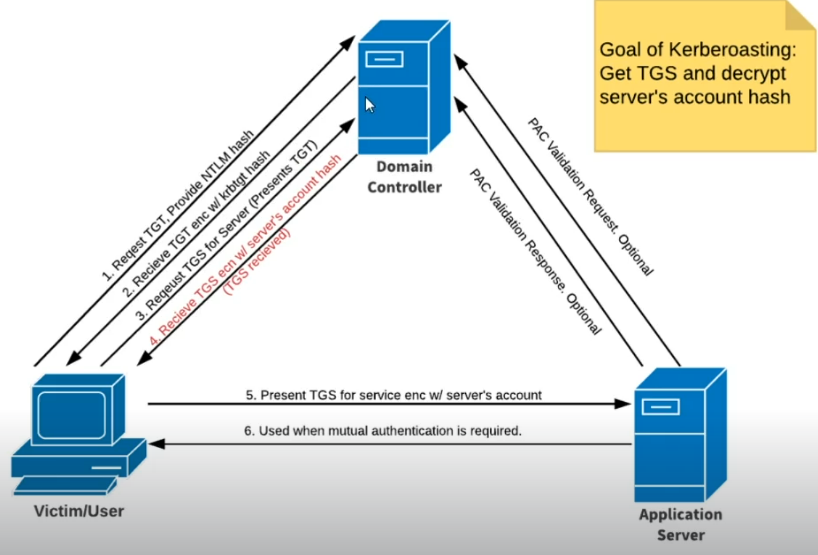 Goal of Kerberoasting:
Get TGS and decrypt
server's account hash
Domain
Controller
1. Reqest TGT, Provide NTLM hash
2. Recieve TGT enc w/ krbtgt hash
3. Reqeust TGS for Server (Presents TGT)
4. Recieve TGS ecn w/ server's account hash
(TGS recieved)
PAC Validation Request. Optional
PAC Validation Response. Optional
5. Present TGS for service enc w/ server's account
6. Used when mutual authentication is required.
Victim/User
Application
Server